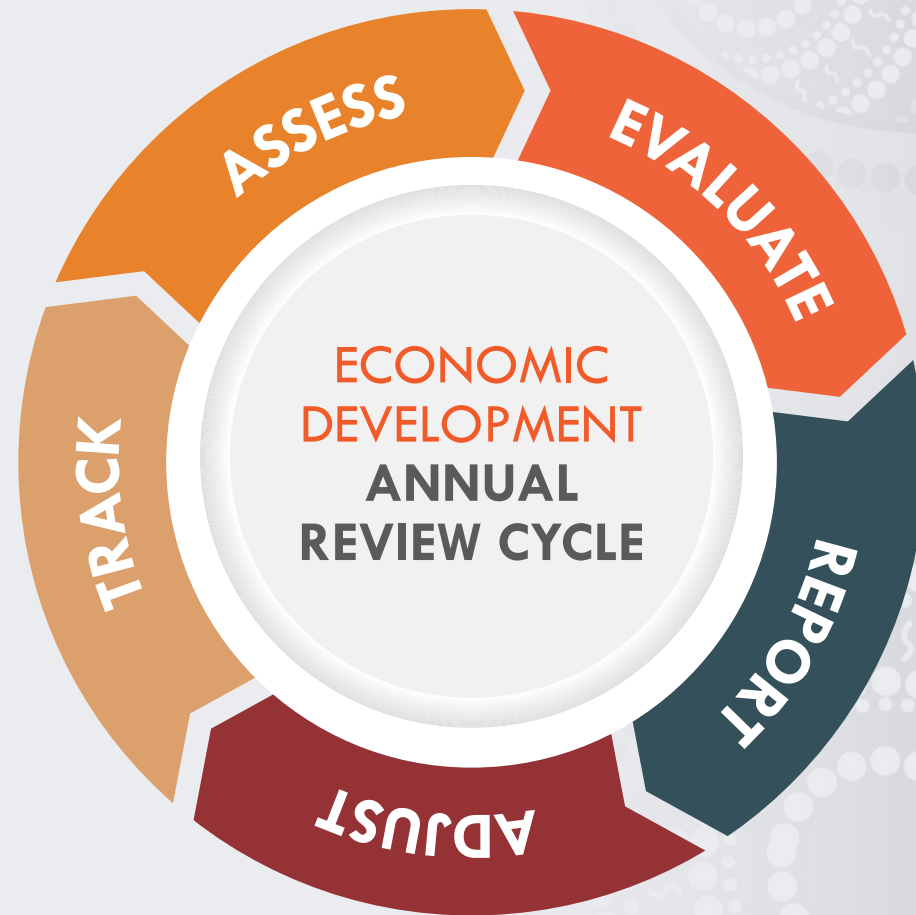 ASSESS
EVALUATE
REPORT
ADJUST
TRACK
ECONOMIC
DEVELOPMENT
ANNUAL
REVIEW CYCLE